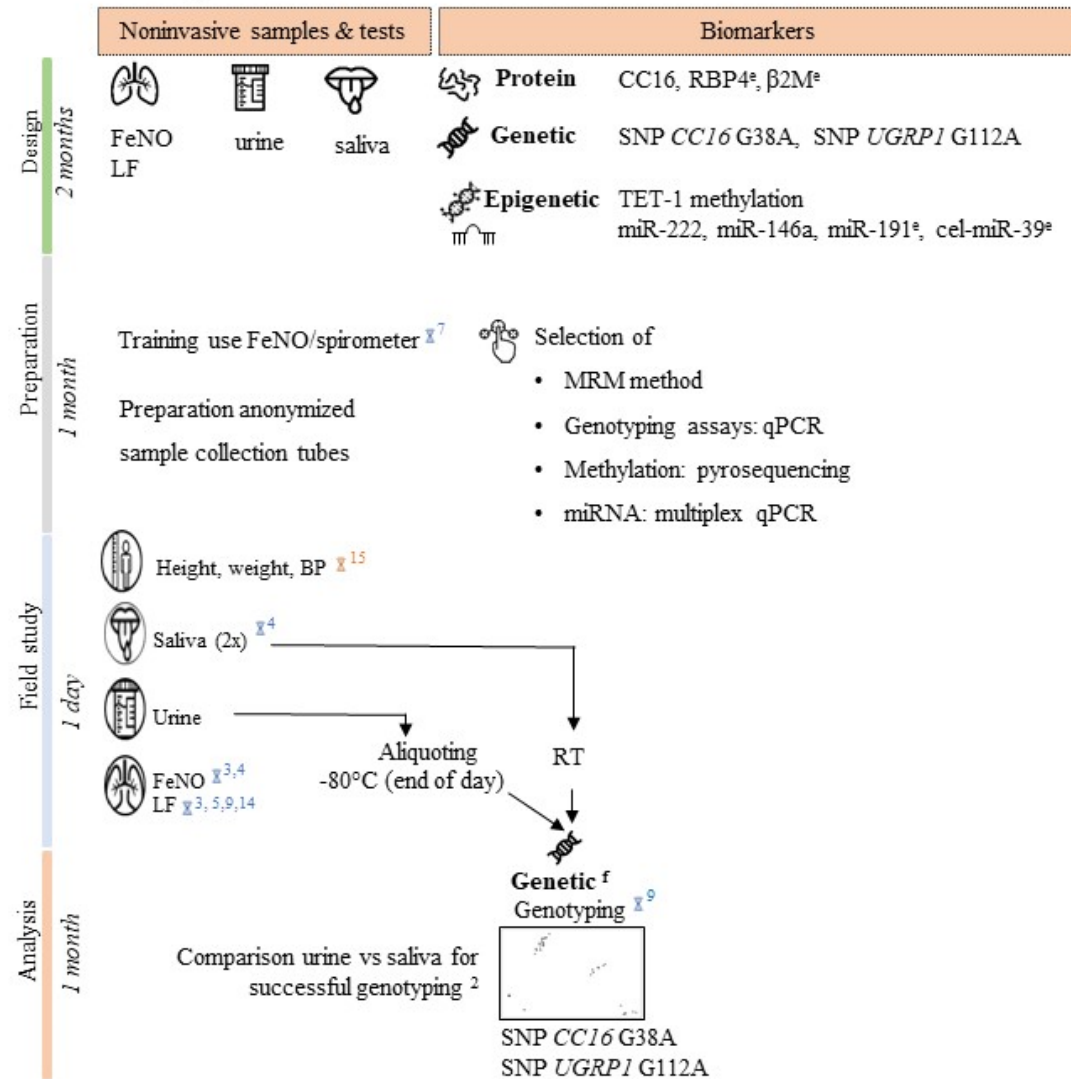 Noninvasive samples & tests
Biomarkers
Design
2 months
FeNO
LF
urine
saliva
Protein
CC16, RBP4ᵉ, β2Mᵉ
Genetic
SNP CC16 G38A, SNP UGRP1 G112A
Epigenetic
TET-1 methylation
miR-222, miR-146a, miR-191ᵉ, cel-miR-39ᵉ
Preparation
1 month
Training use FeNO/spirometer ⁷
Preparation anonymized
sample collection tubes
Selection of
• MRM method
• Genotyping assays: qPCR
• Methylation: pyrosequencing
• miRNA: multiplex qPCR
Field study
1 day
Height, weight, BP ¹⁵
Saliva (2x) ⁴
Urine
FeNO ³,⁴
LF ³, ⁵,⁹,¹⁴
Aliquoting
-80°C (end of day)
RT
Analysis
1 month
Genetic ᶠ
Genotyping ⁹
Comparison urine vs saliva for
successful genotyping ²
SNP CC16 G38A
SNP UGRP1 G112A